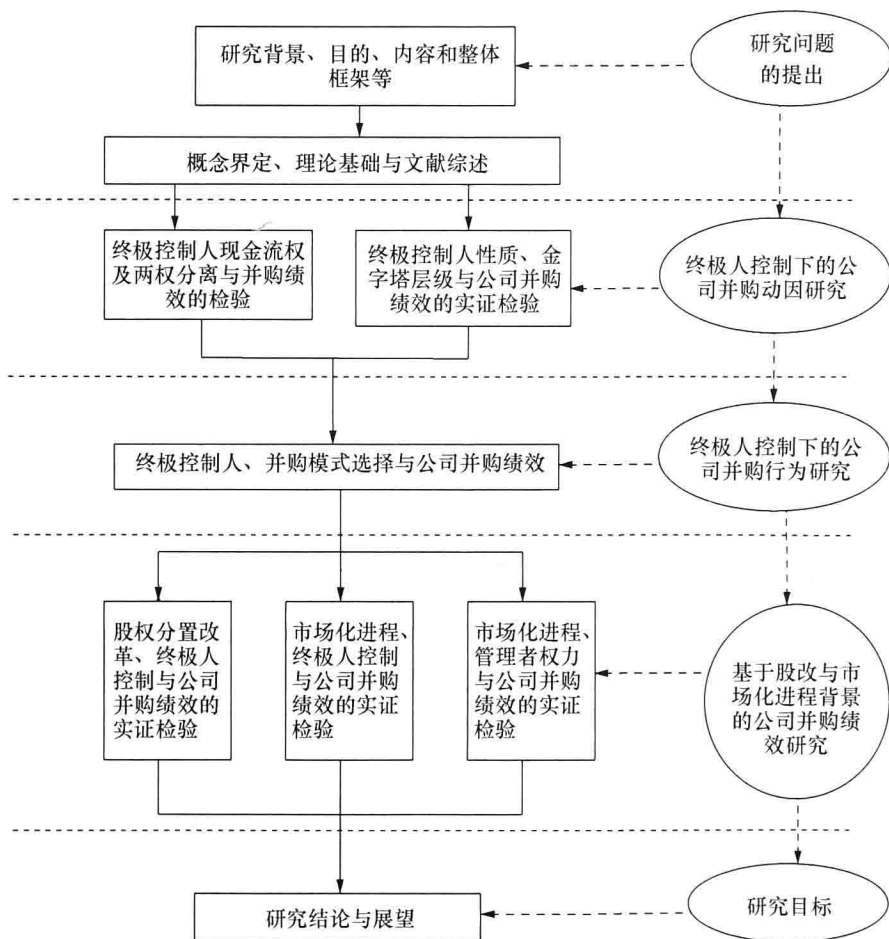 研究背景、目的、内容和整体
框架等
研究问题
的提出
概念界定、理论基础与文献综述
终极控制人现金流权
及两权分离与并购绩
效的检验
终极控制人性质、金
字塔层级与公司并购
绩效的实证检验
终极人控制下的公
司并购动因研究
终极控制人、并购模式选择与公司并购绩效
终极人控制下的公
司并购行为研究
股权分置改
革、终极人
控制与公司
并购绩效的
实证检验
市场化进程、
终极人控制
与公司并购
绩效的实证
检验
市场化进程、
管理者权力
与公司并购
绩效的实证
检验
基于股改与市
场化进程背景
的公司并购绩
效研究
研究结论与展望
研究目标